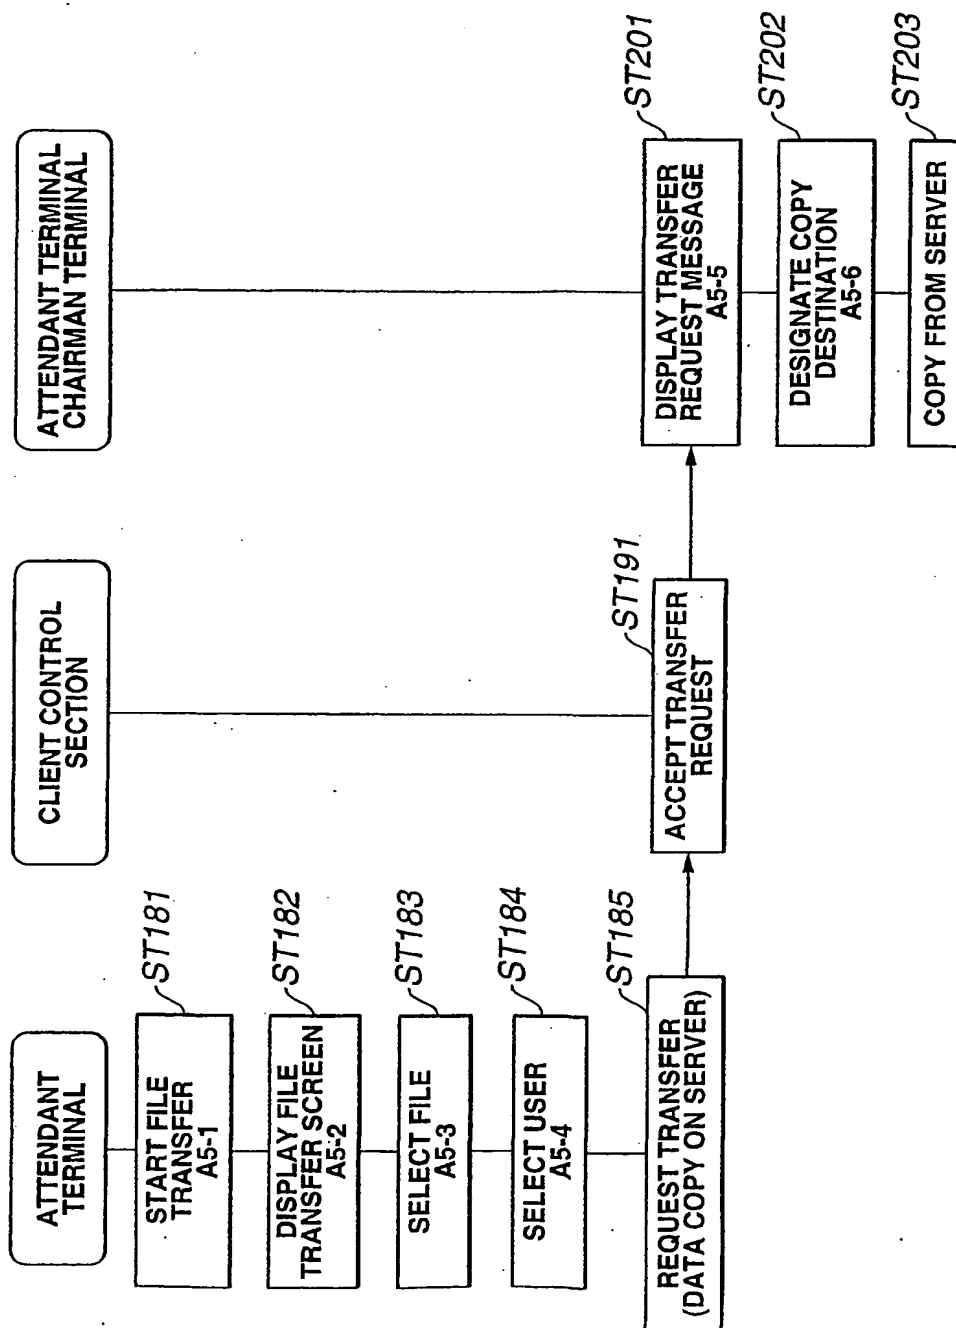 ATTENDANT
TERMINAL
START FILE
TRANSFER
A5-1
ST181
DISPLAY FILE
TRANSFER SCREEN
A5-2
ST182
SELECT FILE
A5-3
ST183
SELECT USER
A5-4
ST184
REQUEST TRANSFER
(DATA COPY ON SERVER)
ST185
CLIENT CONTROL
SECTION
ACCEPT TRANSFER
REQUEST
ST191
ATTENDANT TERMINAL
CHAIRMAN TERMINAL
DISPLAY TRANSFER
REQUEST MESSAGE
A5-5
ST201
DESIGNATE COPY
DESTINATION
A5-6
ST202
COPY FROM SERVER
ST203